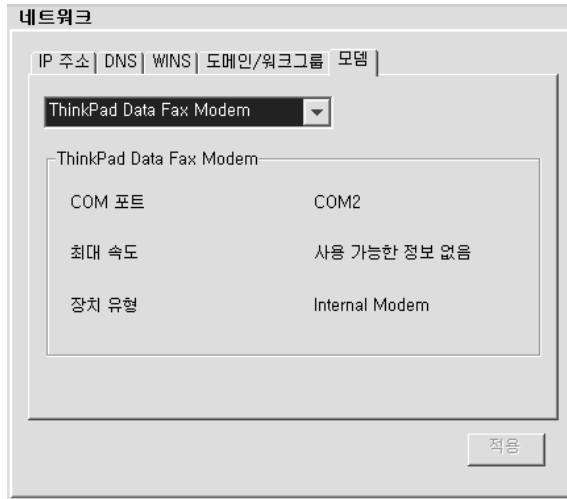 네트워크
IP 주소| DNS| WINS| 도메인/워크그룹 모뎀
ThinkPad Data Fax Modem
ThinkPad Data Fax Modem
COM 포트 COM2
최대 속도 사용 가능한 정보 없음
장치 유형 Internal Modem
적용